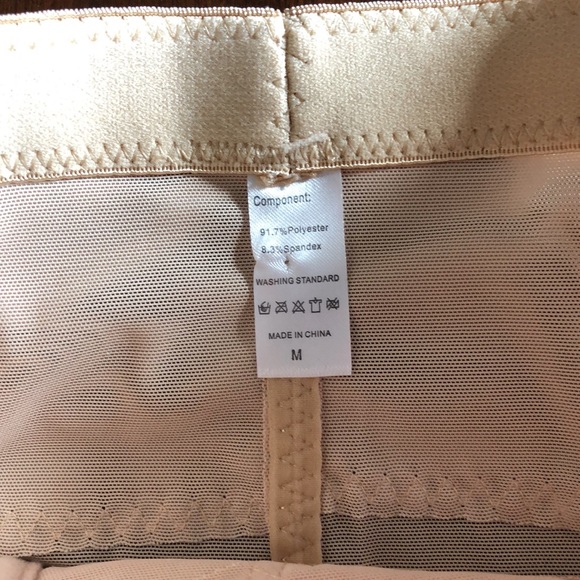 Component:
91.7%Polyester
8.3%Spandex
WASHING STANDARD
MADE IN CHINA
M